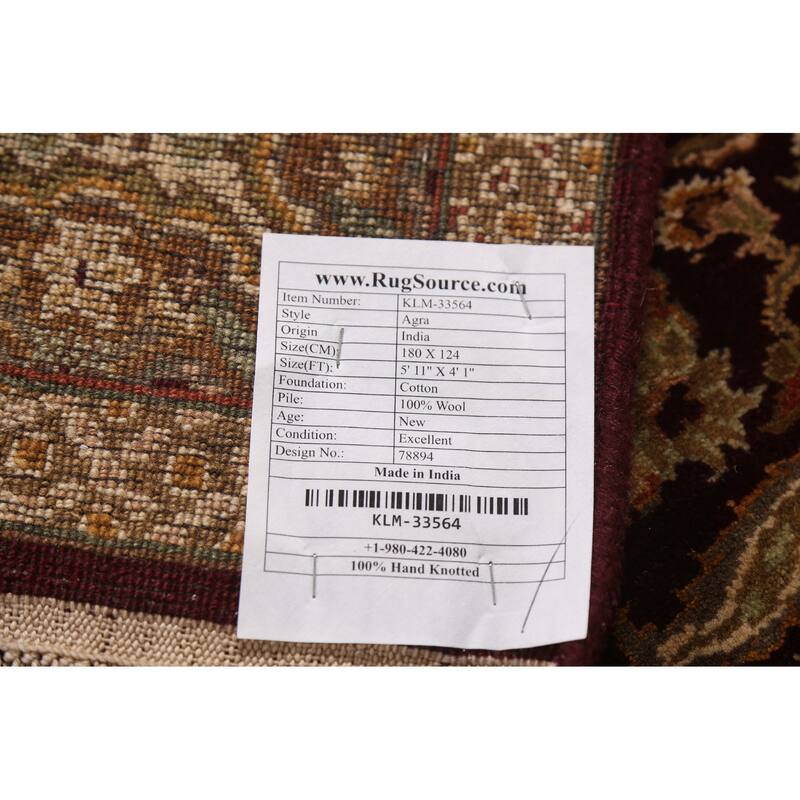 www.RugSource.com
Item Number: KLM-33564
Style Agra
Origin India
Size(CM) 180 X 124
Size(FT): 5' 11" X 4' 1"
Foundation: Cotton
Pile: 100% Wool
Age: New
Condition: Excellent
Design No.: 78894
Made in India
KLM-33564
+1-980-422-4080
100% Hand Knotted